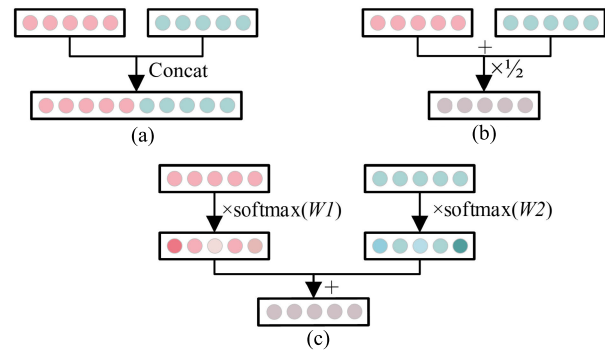 Concat
(a)
+
×½
(b)
×softmax(W1)
×softmax(W2)
+
(c)